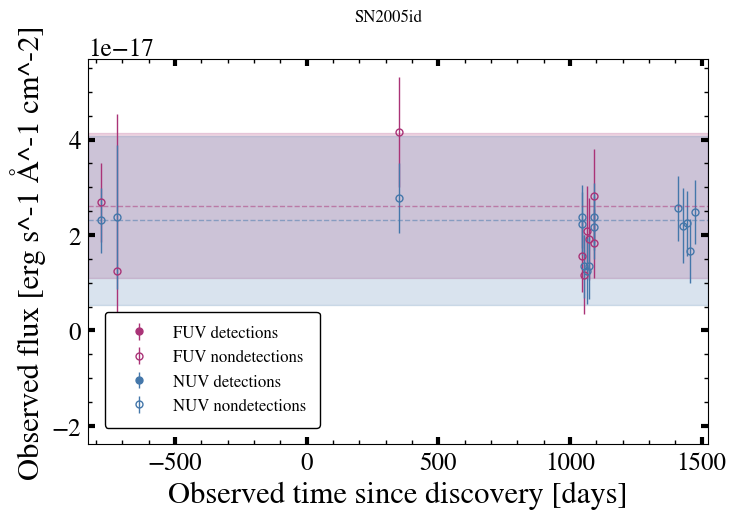 SN2005id
1e−17
Observed flux [erg s^-1 Å^-1 cm^-2]
4
2
0
−2
FUV detections
FUV nondetections
NUV detections
NUV nondetections
−500 0 500 1000 1500
Observed time since discovery [days]